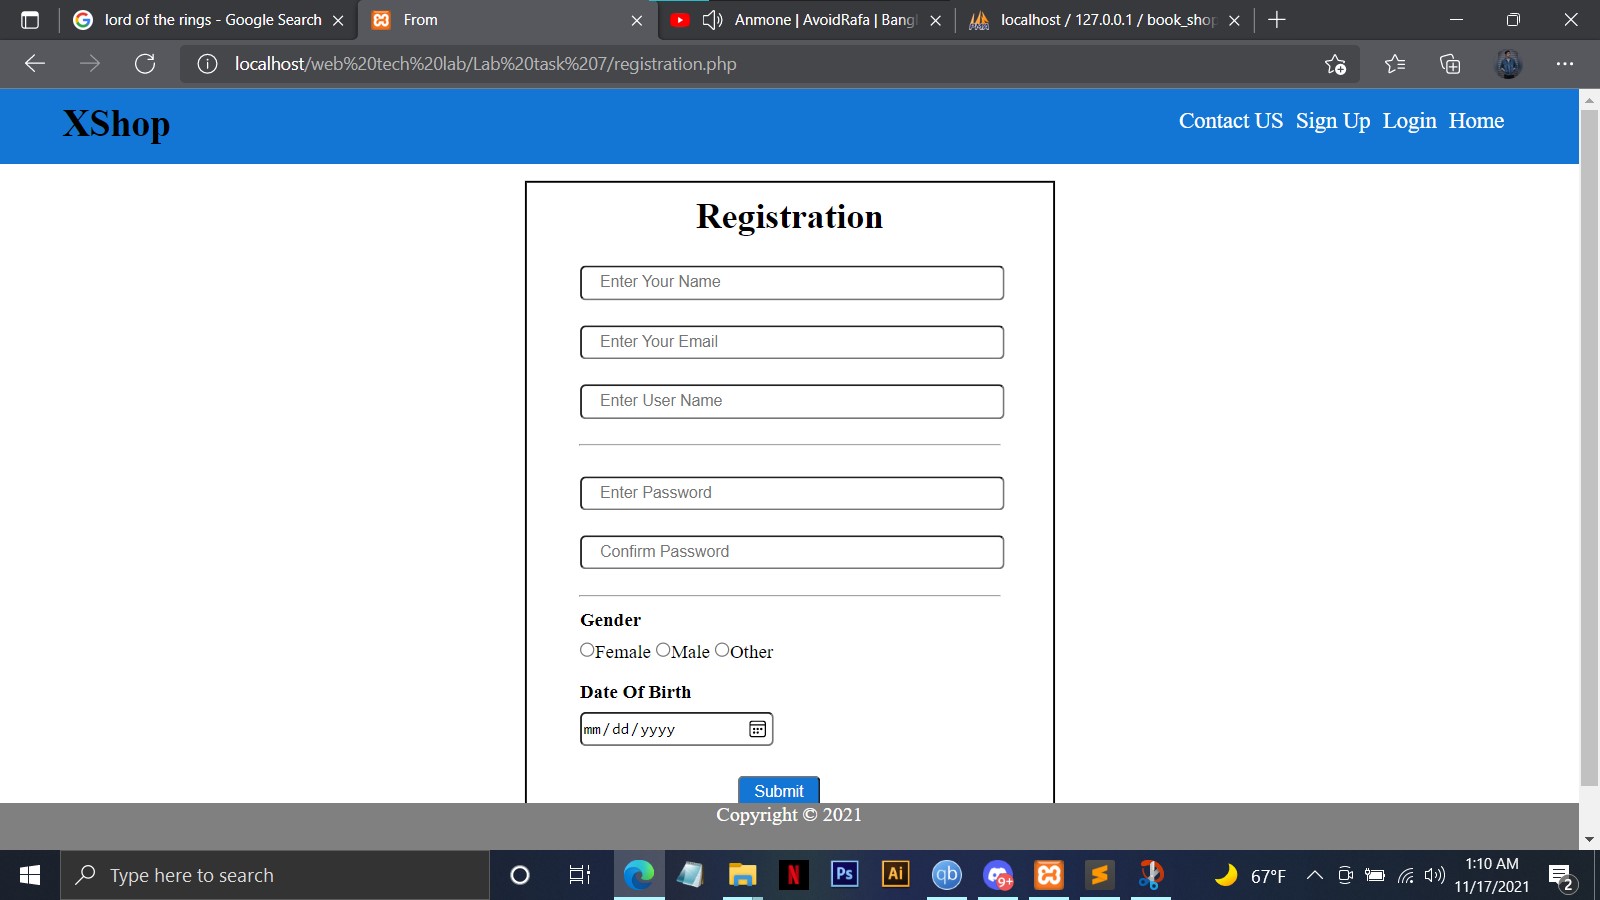 lord of the rings - Google Search
From
Anmone | AvoidRafa | Bangl
localhost / 127.0.0.1 / book_shop
localhost/web%20tech%20lab/Lab%20task%207/registration.php
XShop
Contact US Sign Up Login Home
Registration
Enter Your Name
Enter Your Email
Enter User Name
Enter Password
Confirm Password
Gender
Female Male Other
Date Of Birth
mm/dd/yyyy
Submit
Copyright © 2021
Type here to search
N
Ps
Ai
qb
9+
67°F
1:10 AM
11/17/2021
2